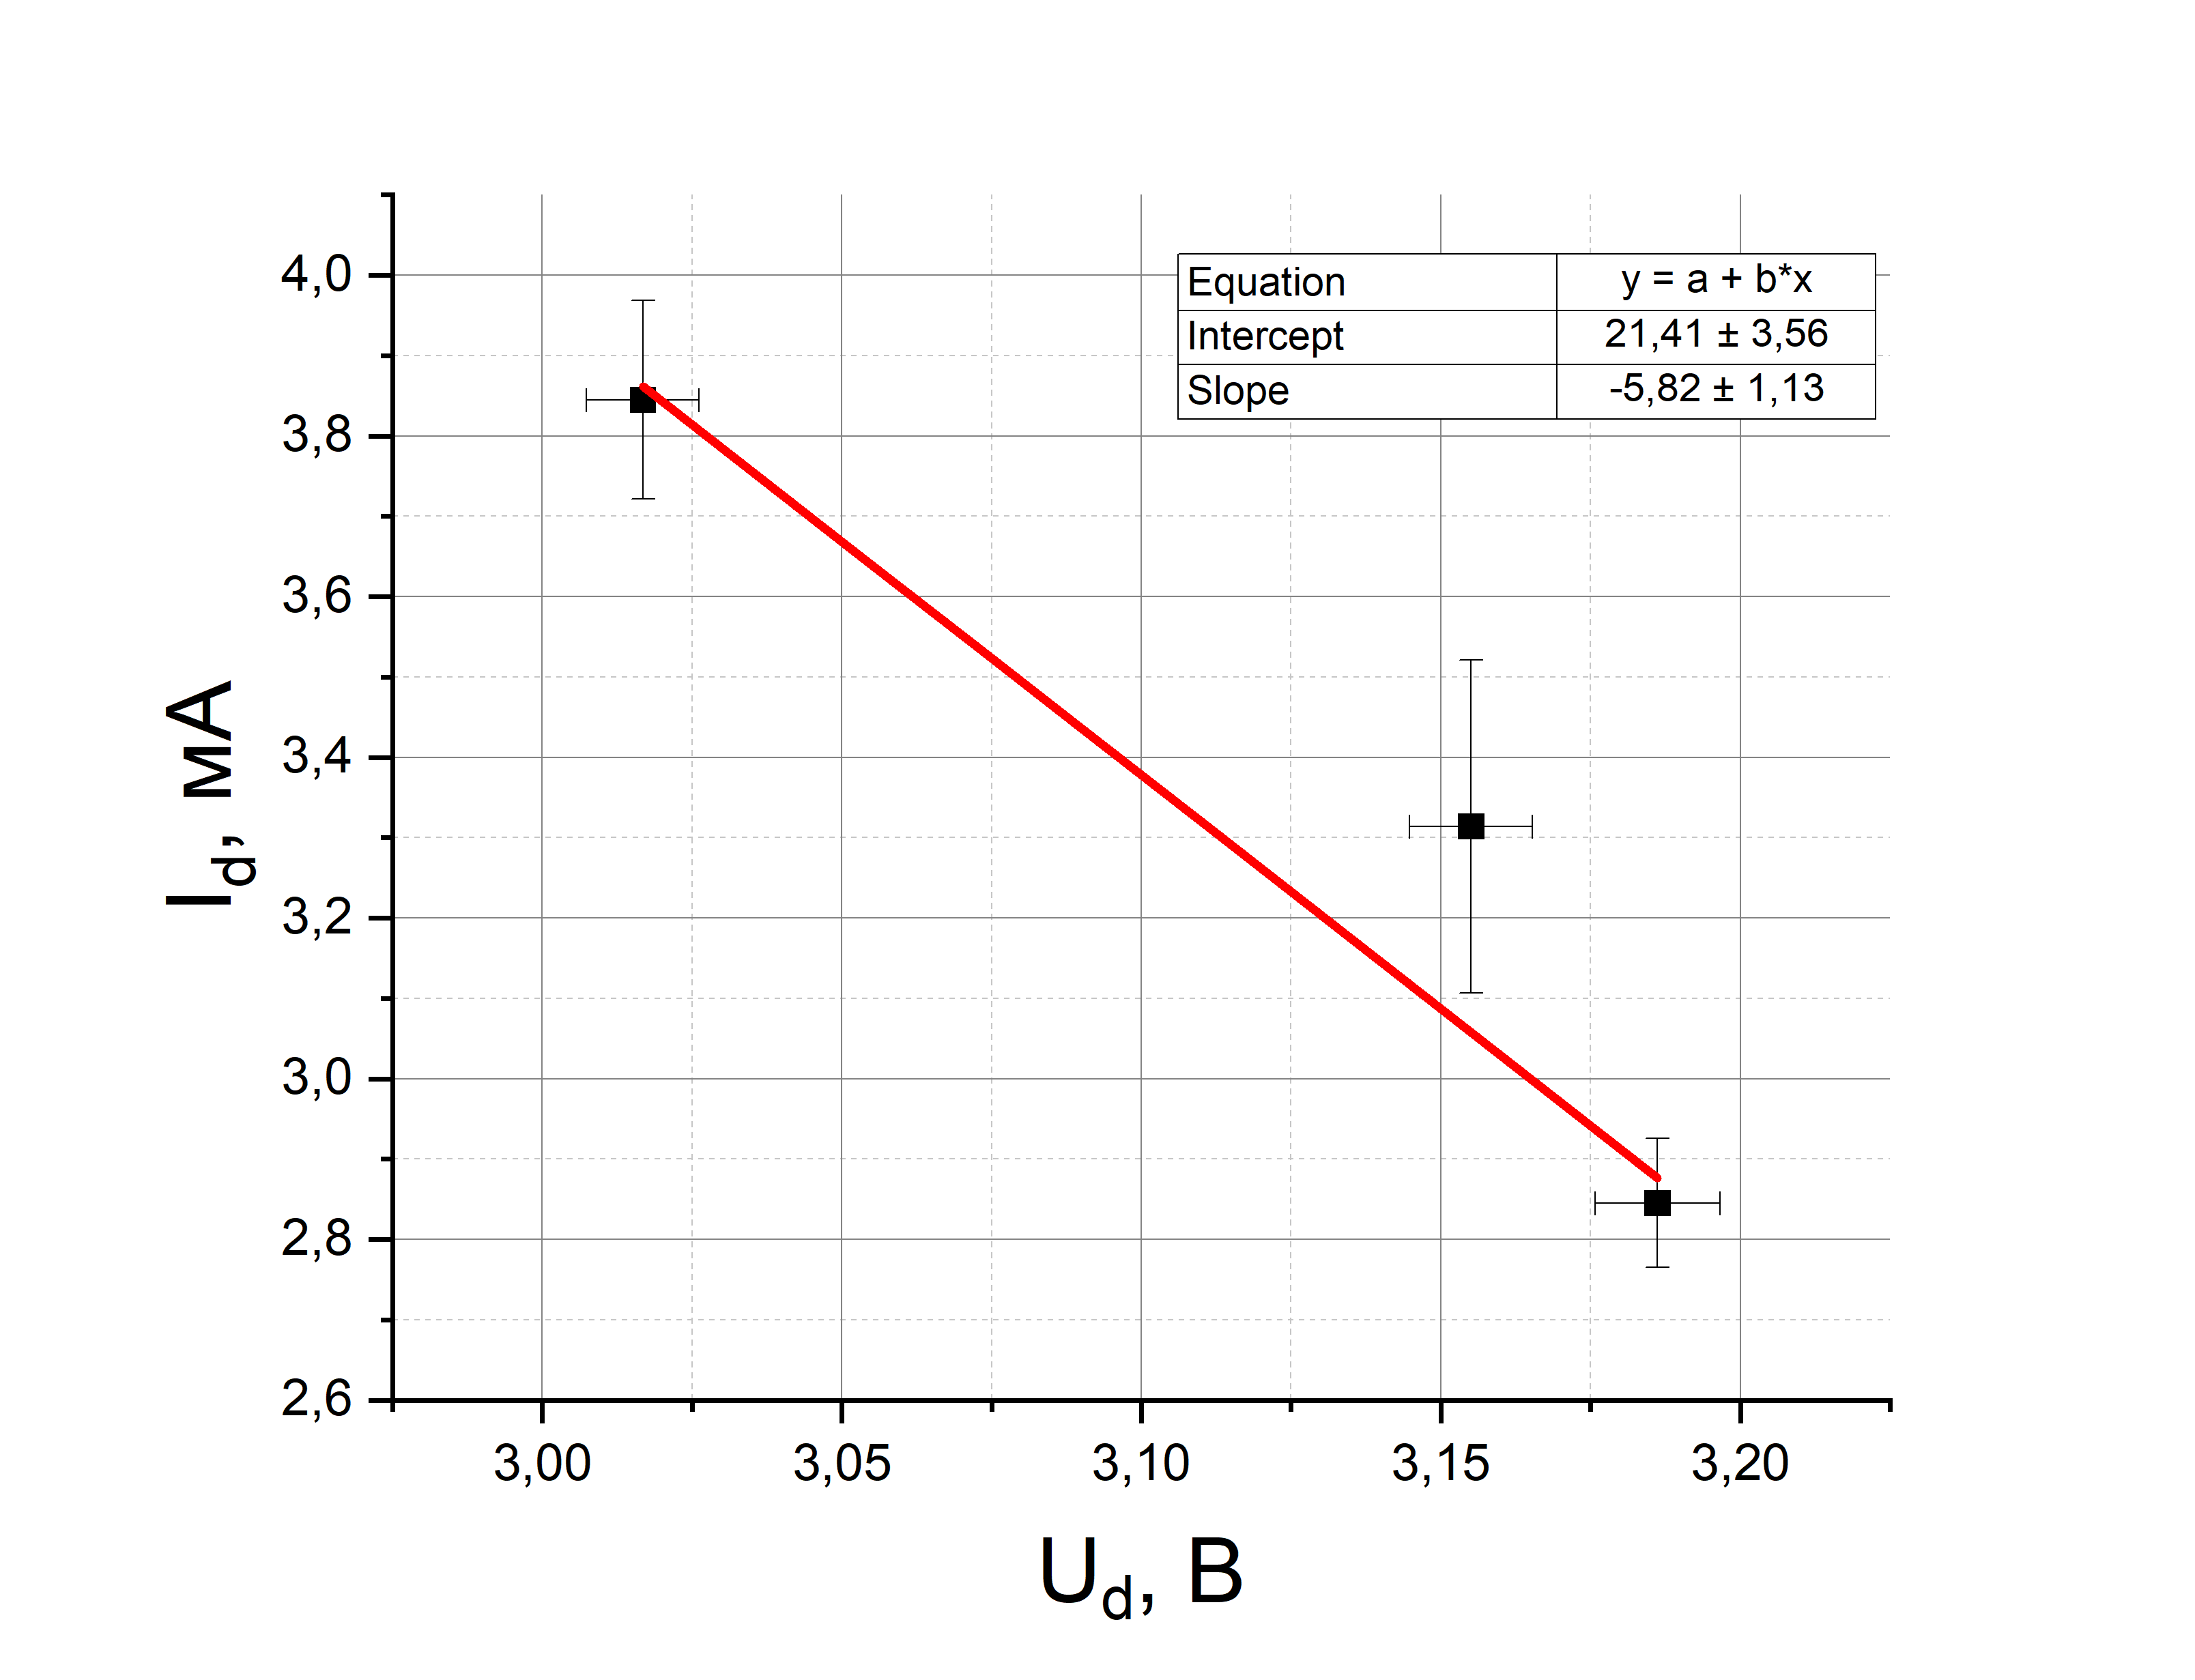 4,0
3,8
3,6
3,4
3,2
3,0
2,8
2,6
I_d, мА
Equation y = a + b*x
Intercept 21,41 ± 3,56
Slope -5,82 ± 1,13
3,00 3,05 3,10 3,15 3,20
U_d, В